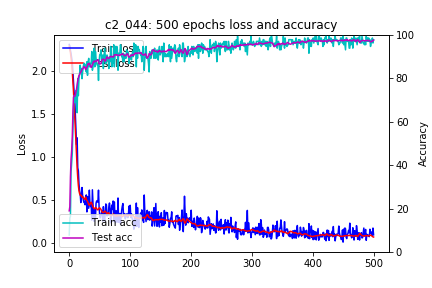 c2_044: 500 epochs loss and accuracy
Train loss
Test loss
Train acc
Test acc
Loss
Accuracy
2.0
1.5
1.0
0.5
0.0
100
80
60
40
20
0
0 100 200 300 400 500